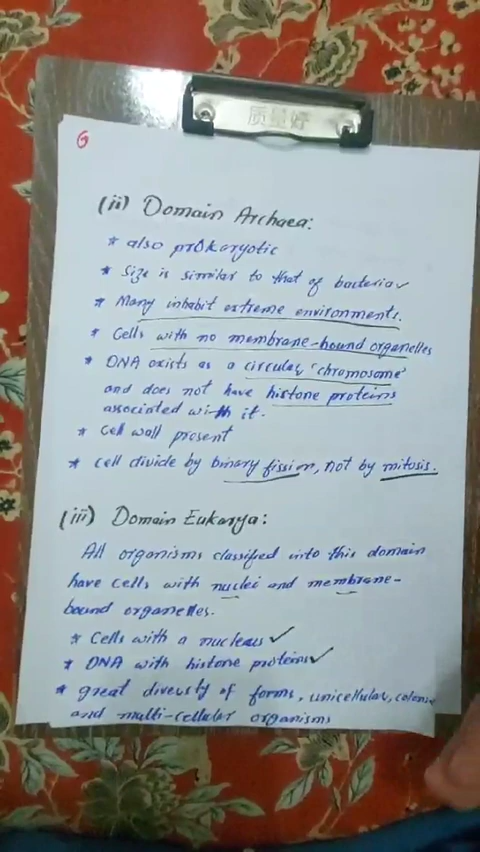 质量好
6
(ii) Domain Archaea:
* also prokaryotic
* Size is similar to that of bacteria✓
* Many inhabit extreme environments.
* Cells with no membrane-bound organelles
* DNA exists as a circular 'chromosome'
and does not have histone proteins
associated with it.
* Cell wall present
* Cell divide by binary fission, not by mitosis.
(iii) Domain Eukarya:
All organisms classified into this domain
have cells with nuclei and membrane-
bound organelles.
* Cells with a nucleus ✓
* DNA with histone proteins✓
* great diversity of forms, unicellular,
and multi-cellular organisms